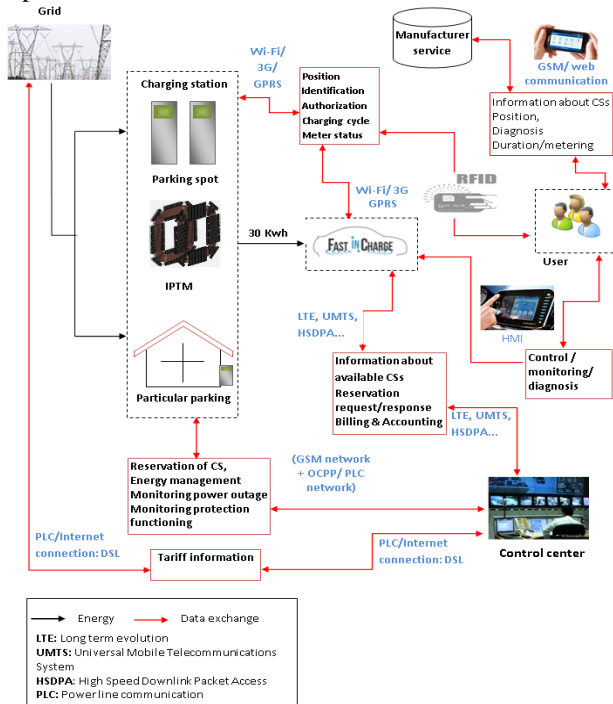 Grid
Wi-Fi/
3G/
GPRS
Charging station
Parking spot
IPTM
Particular parking
Position
Identification
Authorization
Charging cycle
Meter status
Manufacturer
service
GSM/ web
communication
Information about CSs
Position,
Diagnosis
Duration/metering
RFID
Wi-Fi/ 3G
GPRS
30 Kwh
FAST IN CHARGE
User
LTE, UMTS,
HSDPA...
HMI
Information about
available CSs
Reservation
request/response
Billing & Accounting
Control /
monitoring/
diagnosis
LTE, UMTS,
HSDPA...
(GSM network
+ OCPP/ PLC
network)
Reservation of CS,
Energy management
Monitoring power outage
Monitoring protection
functioning
Control center
PLC/Internet
connection: DSL
Tariff information
PLC/Internet
connection: DSL
Energy
Data exchange
LTE: Long term evolution
UMTS: Universal Mobile Telecommunications
System
HSDPA: High Speed Downlink Packet Access
PLC: Power line communication